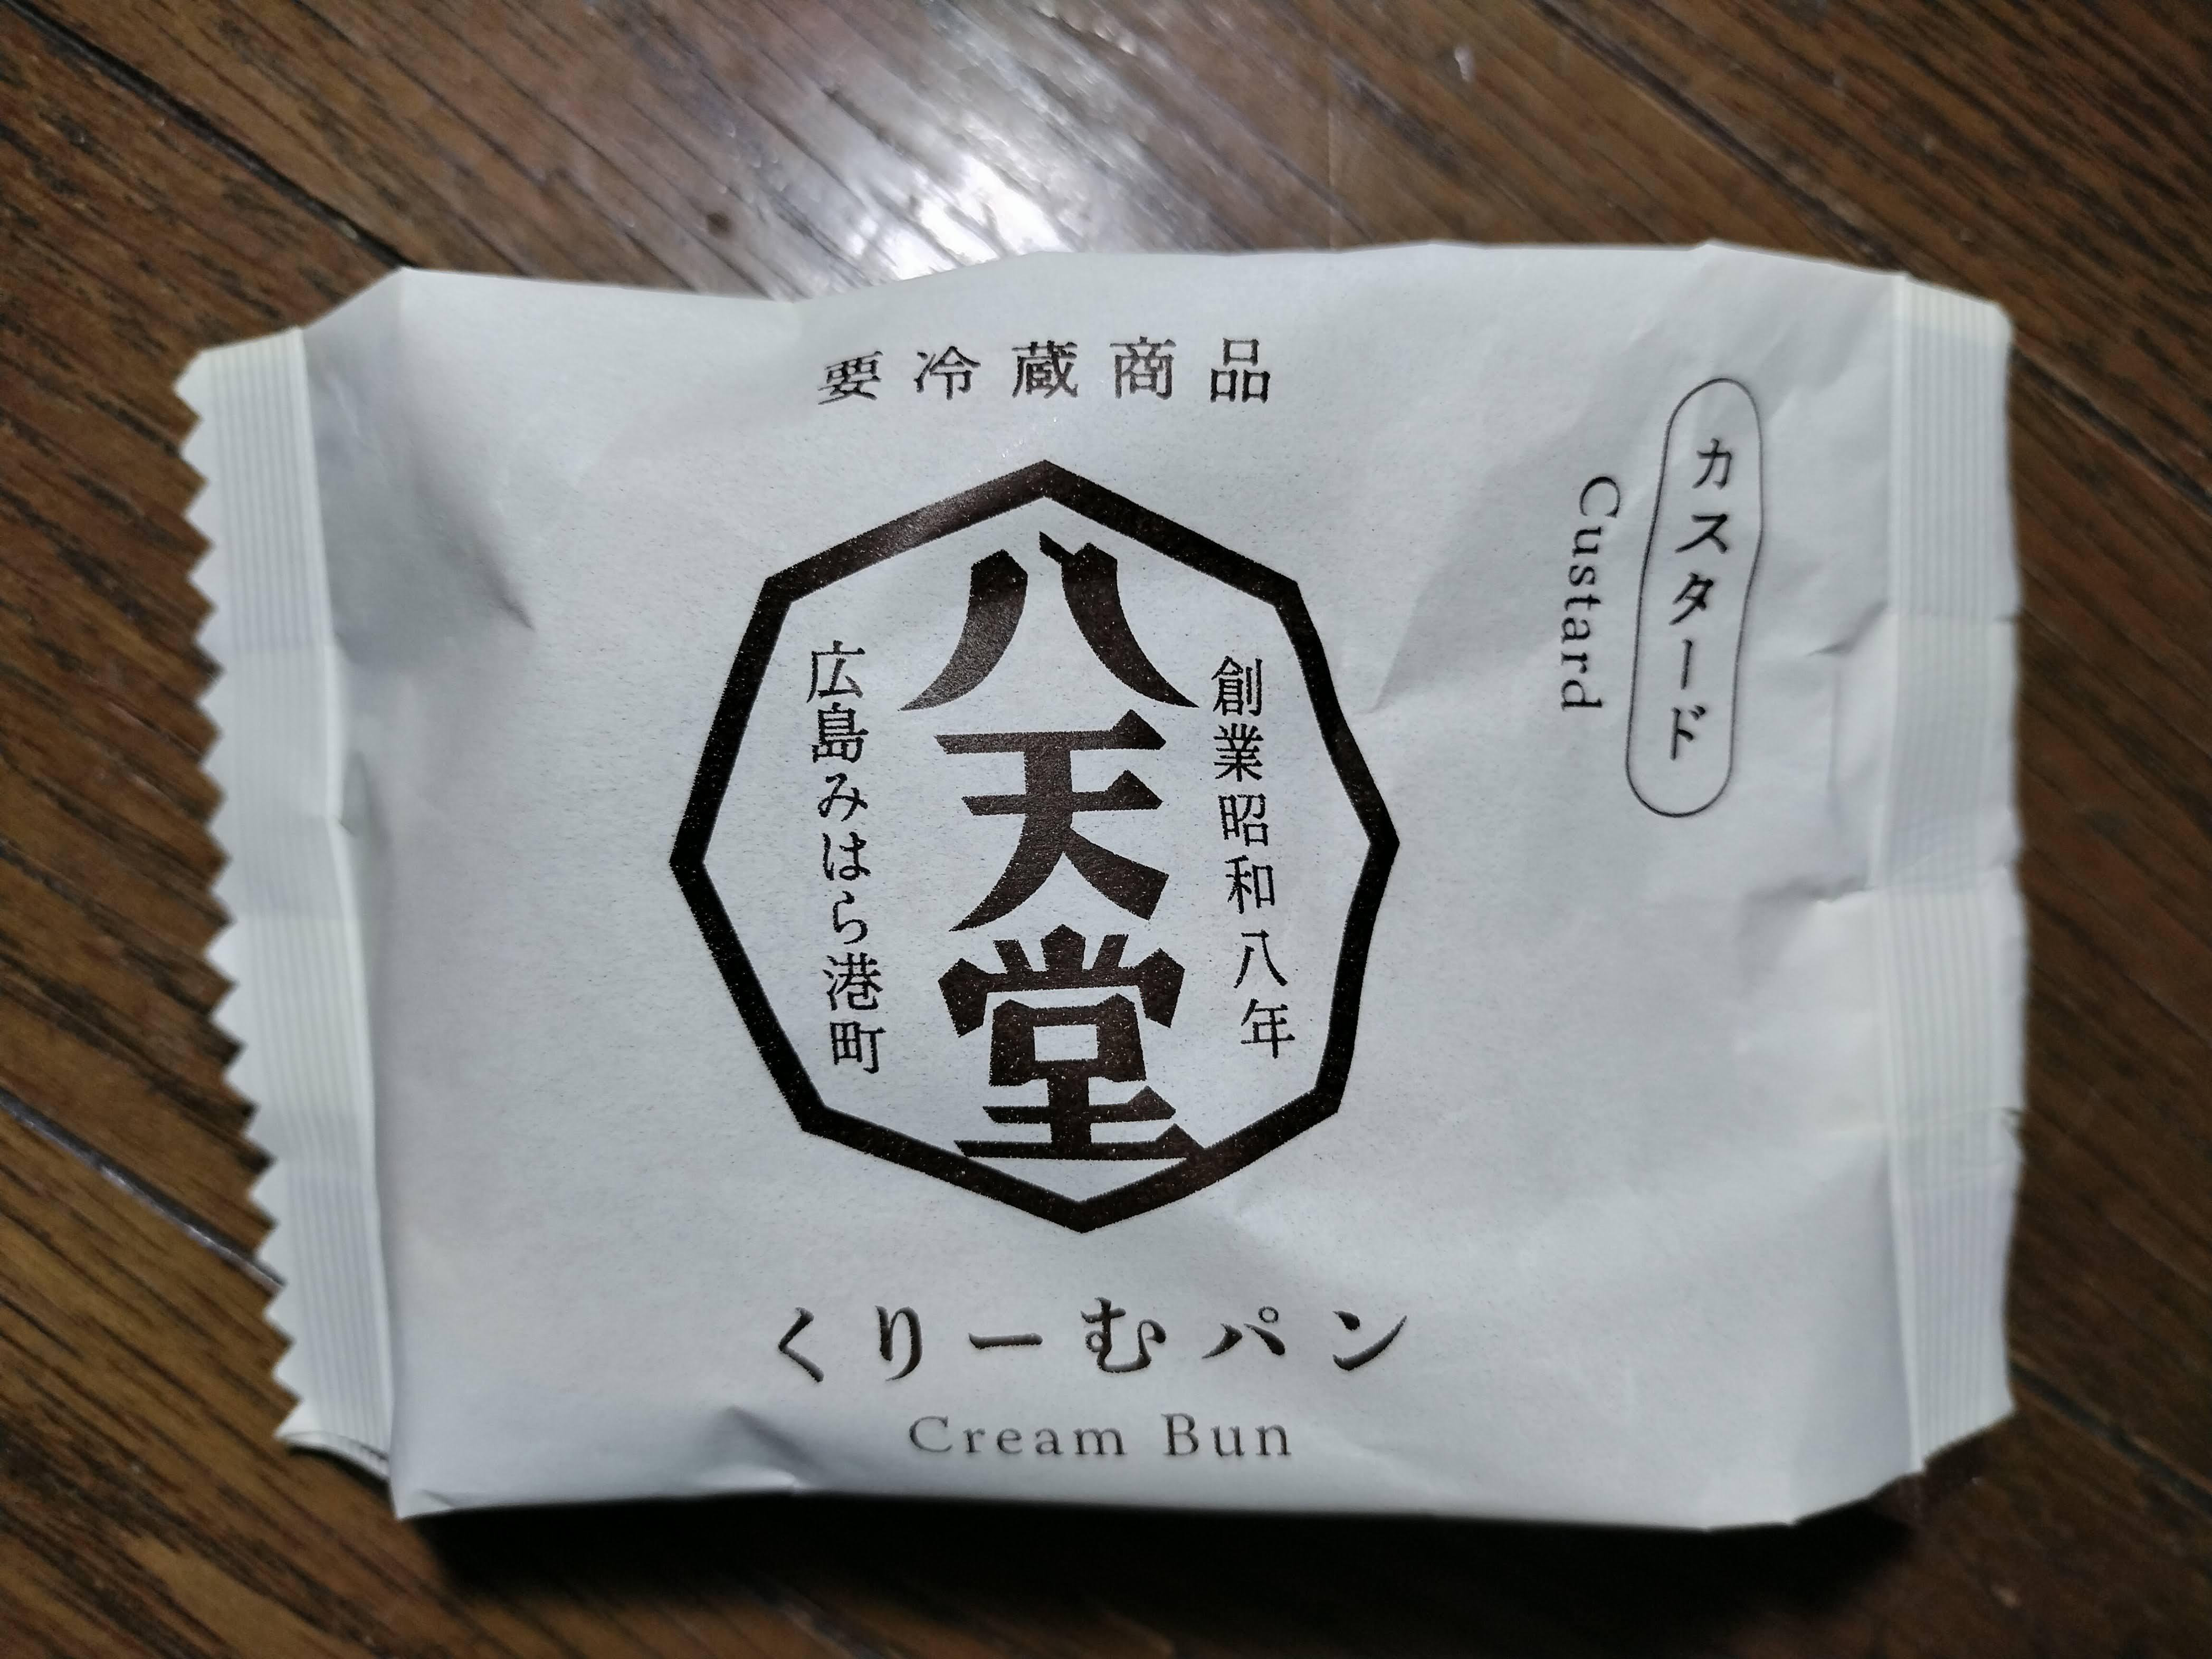 要冷蔵商品
カスタード
Custard
創業昭和八年
八天堂
広島みはら港町
くりーむパン
Cream Bun